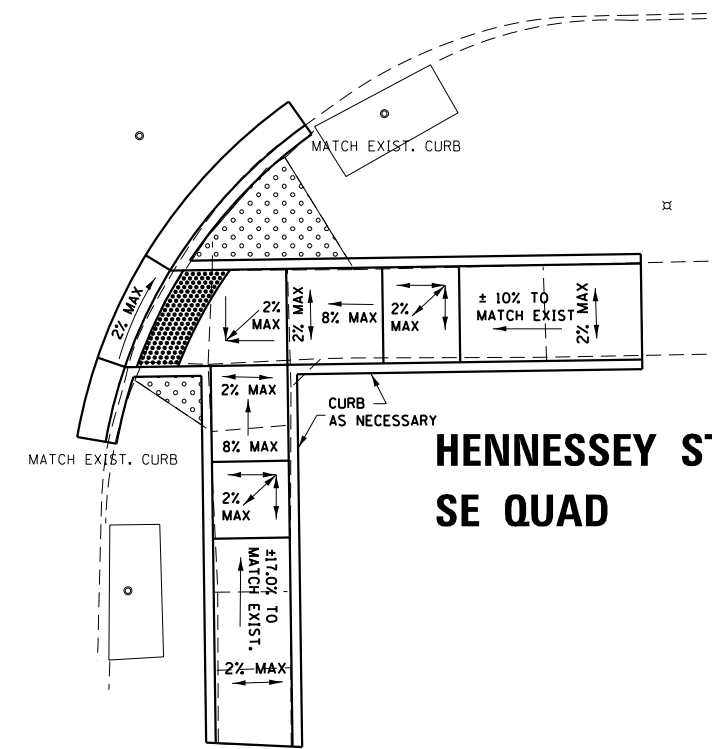 MATCH EXIST. CURB
2% MAX
2%
MAX
2% MAX
8% MAX
2%
MAX
± 10% TO
MATCH EXIST
2% MAX
2% MAX
8% MAX
CURB
AS NECESSARY
MATCH EXIST. CURB
HENNESSEY ST
SE QUAD
2%
MAX
±17.0% TO
MATCH EXIST.
2% MAX